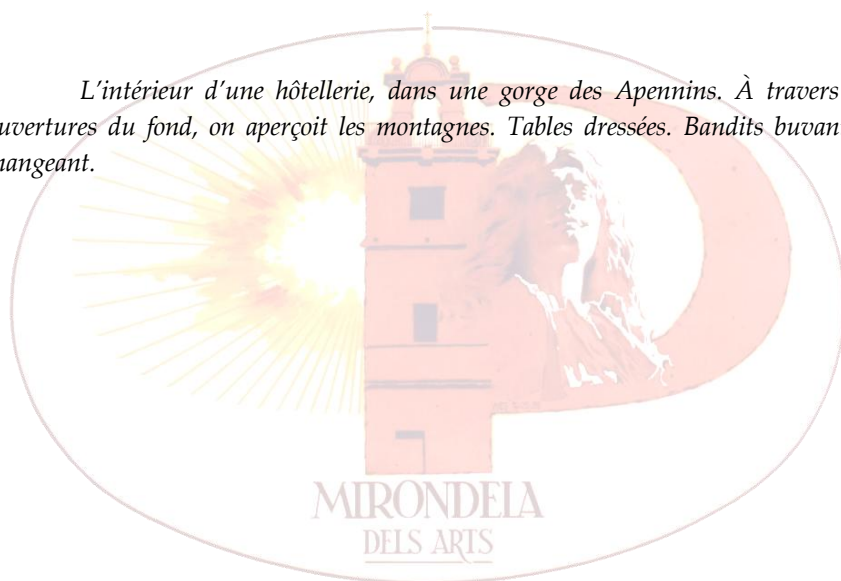 L’intérieur d’une hôtellerie, dans une gorge des Apennins. À travers
uvertures du fond, on aperçoit les montagnes. Tables dressées. Bandits buvan
mangeant.
MIRONDELA
DELS ARTS